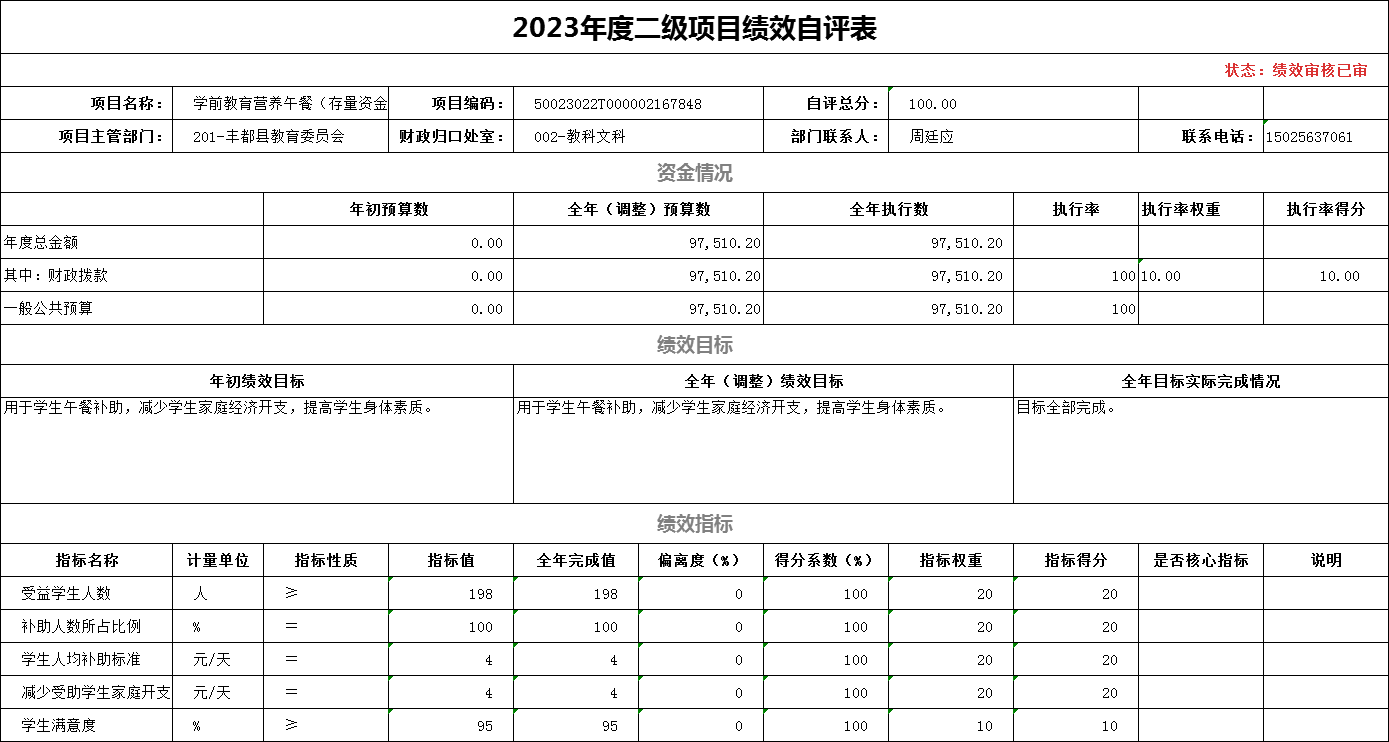 2023年度二级项目绩效自评表
状态：绩效审核已审
项目名称： 学前教育营养午餐（存量资金 项目编码： 50023022T000002167848 自评总分： 100.00
项目主管部门： 201-丰都县教育委员会 财政归口处室： 002-教科文科 部门联系人： 周廷应 联系电话： 15025637061
资金情况
年初预算数 全年（调整）预算数 全年执行数 执行率 执行率权重 执行率得分
年度总金额 0.00 97,510.20 97,510.20
其中：财政拨款 0.00 97,510.20 97,510.20 100 10.00 10.00
一般公共预算 0.00 97,510.20 97,510.20 100
绩效目标
年初绩效目标 全年（调整）绩效目标 全年目标实际完成情况
用于学生午餐补助，减少学生家庭经济开支，提高学生身体素质。 用于学生午餐补助，减少学生家庭经济开支，提高学生身体素质。 目标全部完成。
绩效指标
指标名称 计量单位 指标性质 指标值 全年完成值 偏离度（%） 得分系数（%） 指标权重 指标得分 是否核心指标 说明
受益学生人数 人 ≥ 198 198 0 100 20 20
补助人数所占比例 % ＝ 100 100 0 100 20 20
学生人均补助标准 元/天 ＝ 4 4 0 100 20 20
减少受助学生家庭开支 元/天 ＝ 4 4 0 100 20 20
学生满意度 % ≥ 95 95 0 100 10 10